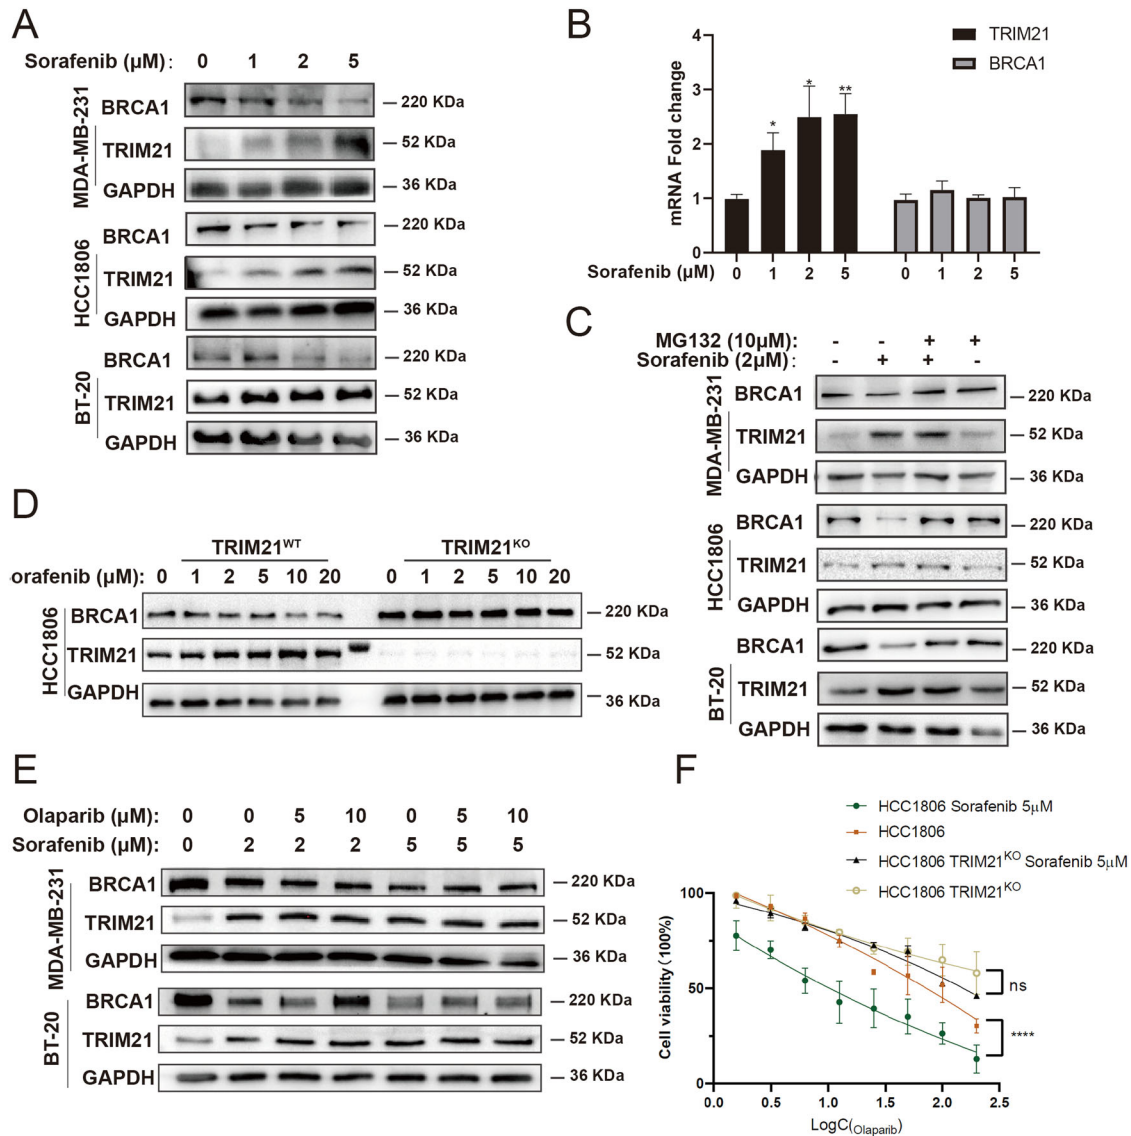 A
Sorafenib (μM) : 0 1 2 5
MDA-MB-231
BRCA1 220 KDa
TRIM21 52 KDa
GAPDH 36 KDa
HCC1806
BRCA1 220 KDa
TRIM21 52 KDa
GAPDH 36 KDa
BT-20
BRCA1 220 KDa
TRIM21 52 KDa
GAPDH 36 KDa
B
mRNA Fold change
4
3
2
1
0
TRIM21
BRCA1
* * **
Sorafenib (μM) 0 1 2 5 0 1 2 5
C
MG132 (10μM): - - + +
Sorafenib (2μM) : - + + -
MDA-MB-231
BRCA1 220 KDa
TRIM21 52 KDa
GAPDH 36 KDa
HCC1806
BRCA1 220 KDa
TRIM21 52 KDa
GAPDH 36 KDa
BT-20
BRCA1 220 KDa
TRIM21 52 KDa
GAPDH 36 KDa
D
TRIM21WT TRIM21KO
orafenib (μM): 0 1 2 5 10 20 0 1 2 5 10 20
HCC1806
BRCA1 220 KDa
TRIM21 52 KDa
GAPDH 36 KDa
E
Olaparib (μM): 0 0 5 10 0 5 10
Sorafenib (μM): 0 2 2 2 5 5 5
MDA-MB-231
BRCA1 220 KDa
TRIM21 52 KDa
GAPDH 36 KDa
BT-20
BRCA1 220 KDa
TRIM21 52 KDa
GAPDH 36 KDa
F
HCC1806 Sorafenib 5μM
HCC1806
HCC1806 TRIM21KO Sorafenib 5μM
HCC1806 TRIM21KO
Cell viability (100%)
100
50
0
ns
****
0.0 0.5 1.0 1.5 2.0 2.5
LogC(Olaparib)